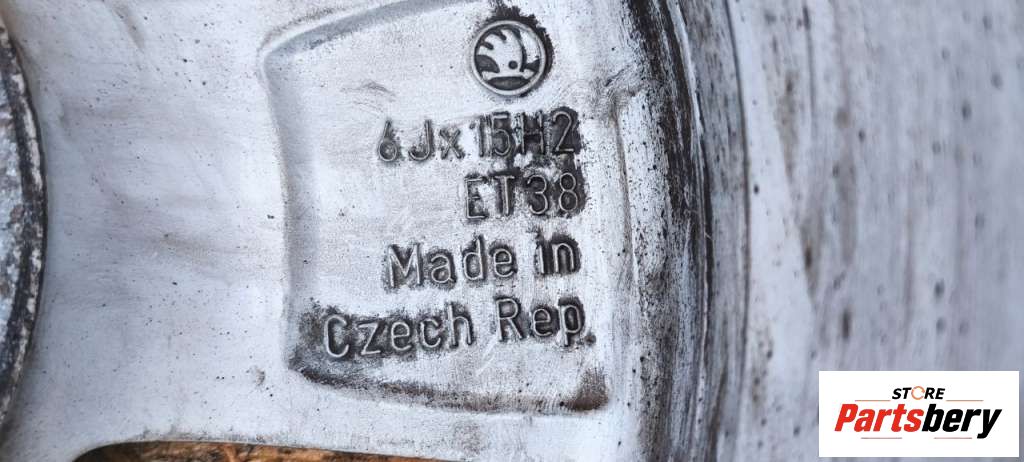 6Jx15H2
ET38
Made in
Czech Rep.
STORE
Partsbery